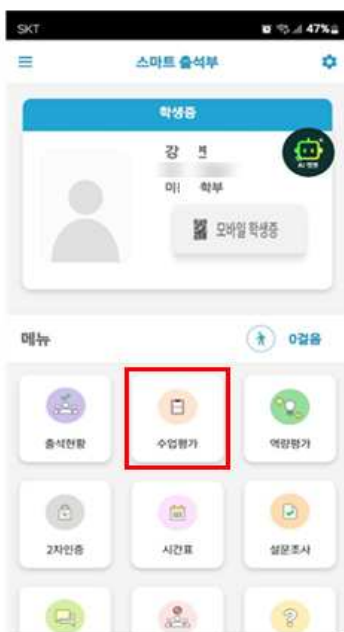 SKT 47%
스마트 출석부
학생증
강
학부
AI 챗봇
모바일 학생증
메뉴 0걸음
출석현황 수업평가 역량평가
2차인증 시간표 설문조사